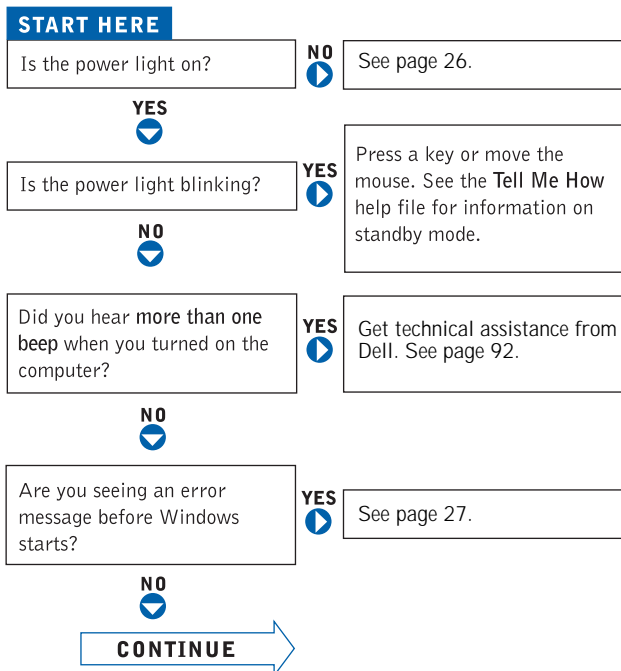 START HERE
Is the power light on?
NO
See page 26.
YES
Is the power light blinking?
YES
Press a key or move the
mouse. See the Tell Me How
help file for information on
standby mode.
NO
Did you hear more than one
beep when you turned on the
computer?
YES
Get technical assistance from
Dell. See page 92.
NO
Are you seeing an error
message before Windows
starts?
YES
See page 27.
NO
CONTINUE